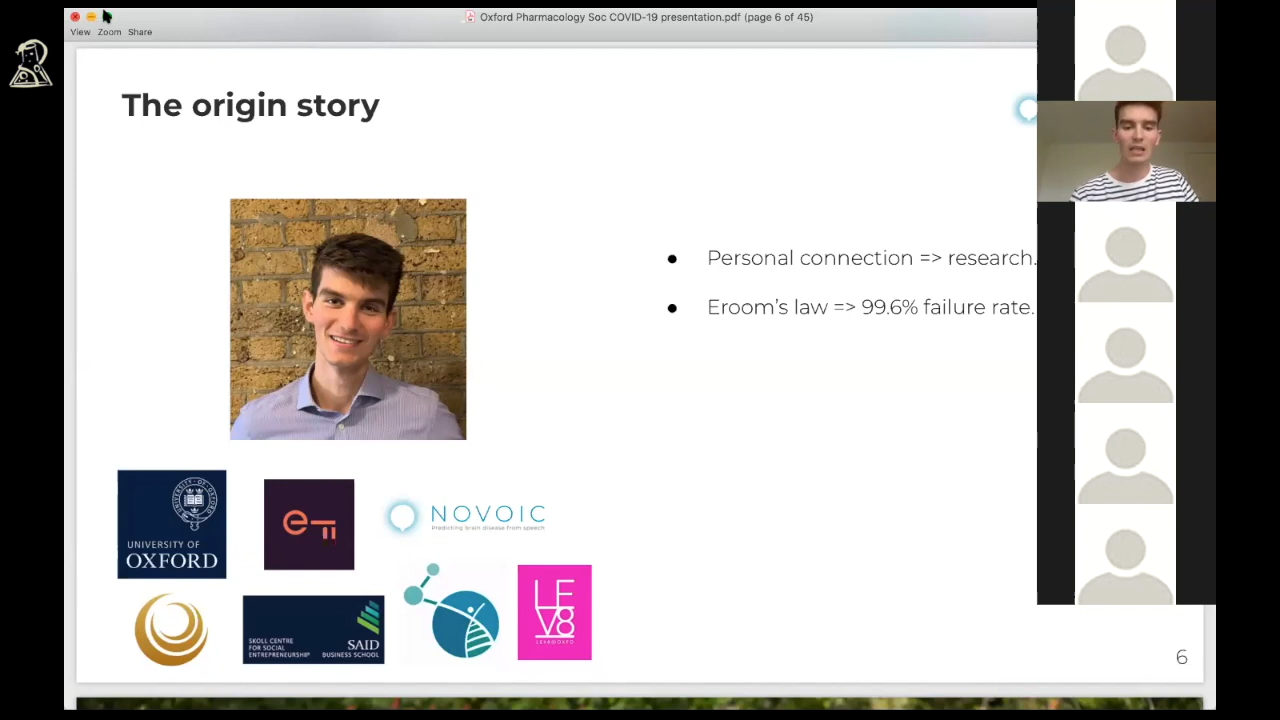 Oxford Pharmacology Soc COVID-19 presentation.pdf (page 6 of 45)
View Zoom Share
The origin story
Personal connection => research.
Eroom's law => 99.6% failure rate.
UNIVERSITY OF
OXFORD
NOVOIC
Predicting brain disease from speech
SKOLL CENTRE
FOR SOCIAL
ENTREPRENEURSHIP
SAID
BUSINESS SCHOOL
LE
V8
6